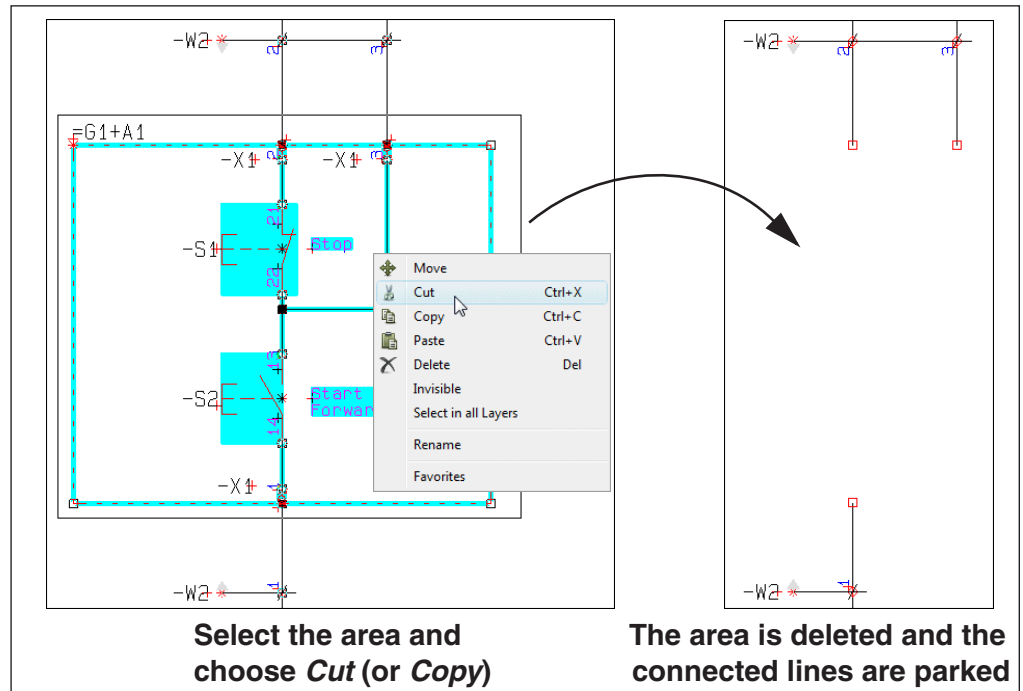 -W2 2 3
=G1+A1
-X1 2 -X1 3
21
-S1 Stop
22
13
-S2 Start
Forwar
14
-X1 1
-W2 1
Move
Cut Ctrl+X
Copy Ctrl+C
Paste Ctrl+V
Delete Del
Invisible
Select in all Layers
Rename
Favorites
Select the area and
choose Cut (or Copy)
-W2 2 3
-W2 1
The area is deleted and the
connected lines are parked